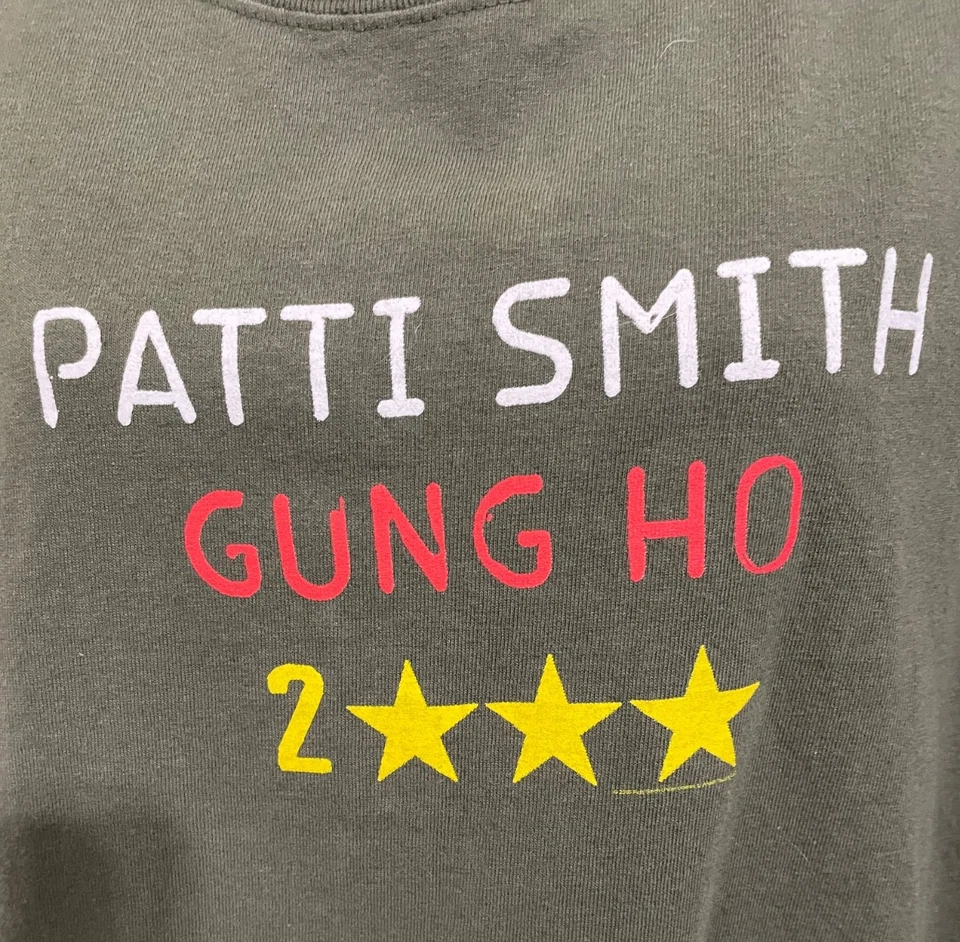 PATTI SMITH
GUNG HO
2★★★